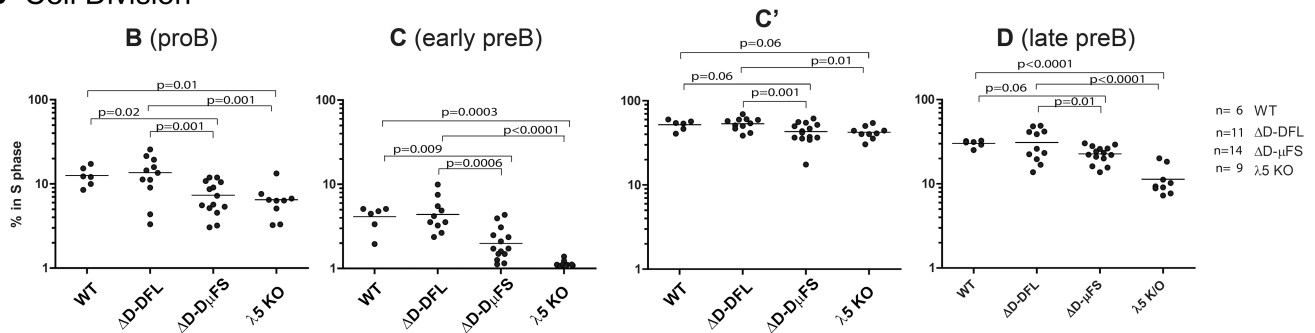 Cell Division
B (proB)
p=0.01
p=0.001
p=0.02
p=0.001
% in S phase
100
10
1
WT
ΔD-DFL
ΔD-DμFS
λ5 KO
C (early preB)
p=0.0003
p<0.0001
p=0.009
p=0.0006
100
10
1
WT
ΔD-DFL
ΔD-DμFS
λ5 KO
C'
p=0.06
p=0.01
p=0.06
p=0.001
100
10
1
WT
ΔD-DFL
ΔD-DμFS
λ5 KO
D (late preB)
p<0.0001
p<0.0001
p=0.06
p=0.01
100
10
1
WT
ΔD-DFL
ΔD-μFS
λ5 K/O
n= 6 WT
n=11 ΔD-DFL
n=14 ΔD-μFS
n= 9 λ5 KO